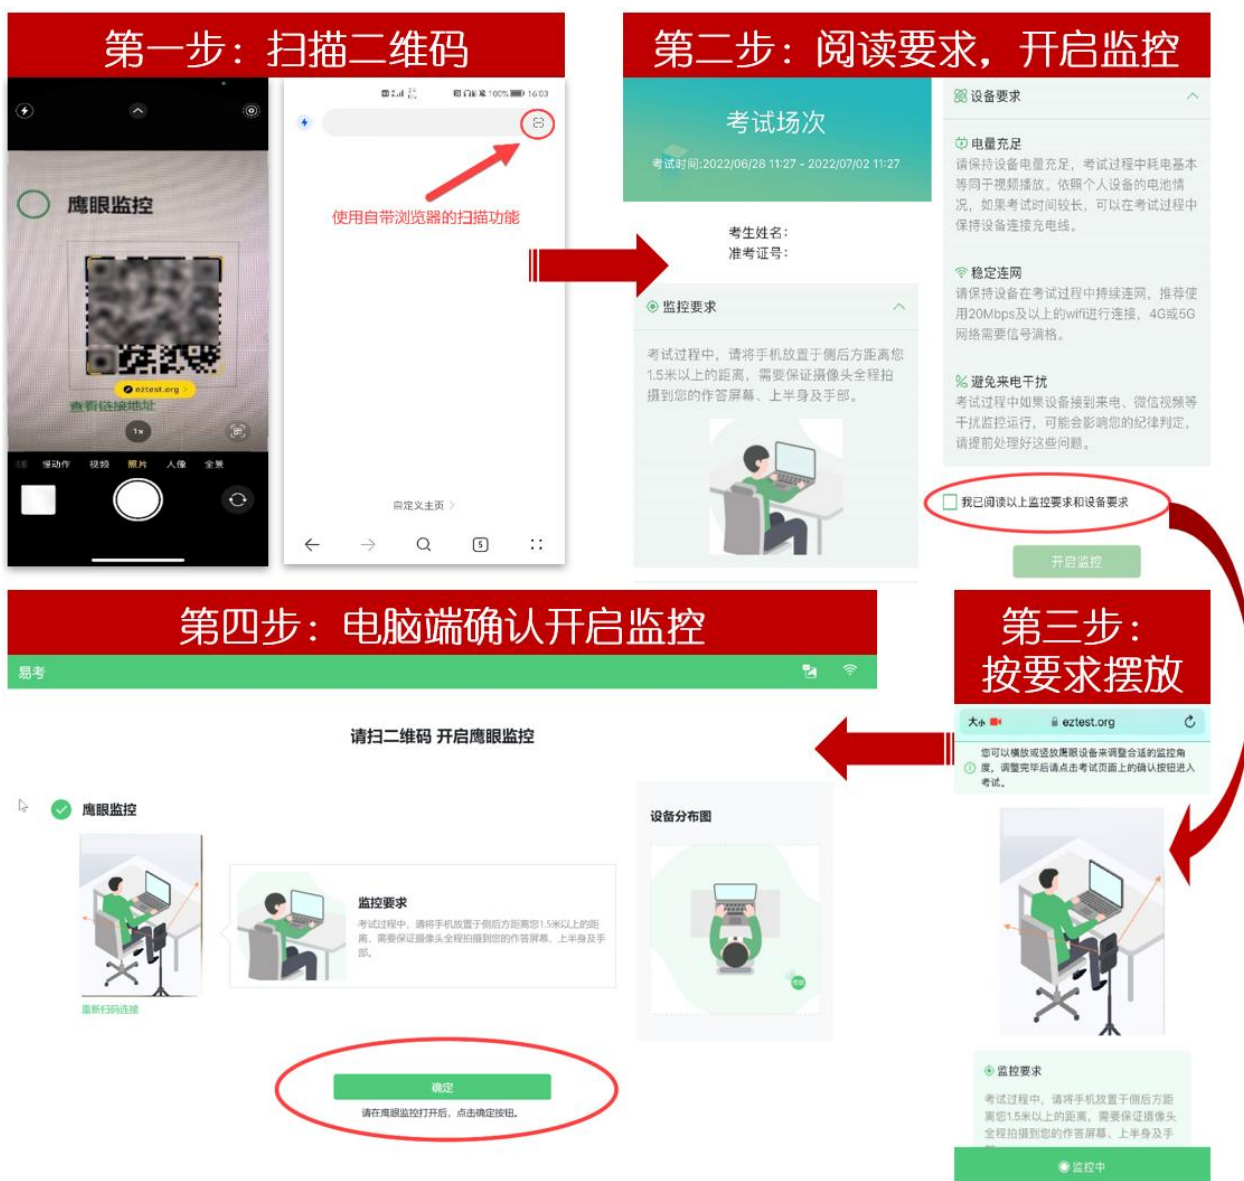 第一步：扫描二维码
100% 16:03
鹰眼监控
使用自带浏览器的扫描功能
eztest.org
查看链接地址
1x
慢动作 视频 照片 人像 全景
自定义主页
5
第二步：阅读要求，开启监控
考试场次
考试时间:2022/06/28 11:27 - 2022/07/02 11:27
考生姓名：
准考证号：
监控要求
考试过程中，请将手机放置于侧后方距离您
1.5米以上的距离，需要保证摄像头全程拍
摄到您的作答屏幕、上半身及手部。
设备要求
电量充足
请保持设备电量充足，考试过程中耗电基本
等同于视频播放。依照个人设备的电池情
况，如果考试时间较长，可以在考试过程中
保持设备连接充电线。
稳定连网
请保持设备在考试过程中持续连网，推荐使
用20Mbps及以上的wifi进行连接，4G或5G
网络需要信号满格。
避免来电干扰
考试过程中如果设备接到来电、微信视频等
干扰监控运行，可能会影响您的纪律判定，
请提前处理好这些问题。
我已阅读以上监控要求和设备要求
开启监控
第三步：
按要求摆放
大小 eztest.org
您可以横放或竖放鹰眼设备来调整合适的监控角
度，调整完毕后请点击考试页面上的确认按钮进入
考试。
监控要求
考试过程中，请将手机放置于侧后方距
离您1.5米以上的距离，需要保证摄像头
全程拍摄到您的作答屏幕、上半身及手
监控中
第四步：电脑端确认开启监控
易考
请扫二维码 开启鹰眼监控
鹰眼监控
重新扫码连接
监控要求
考试过程中，请将手机放置于侧后方距离您1.5米以上的距
离，需要保证摄像头全程拍摄到您的作答屏幕、上半身及手
部。
设备分布图
确定
请在鹰眼监控打开后，点击确定按钮。